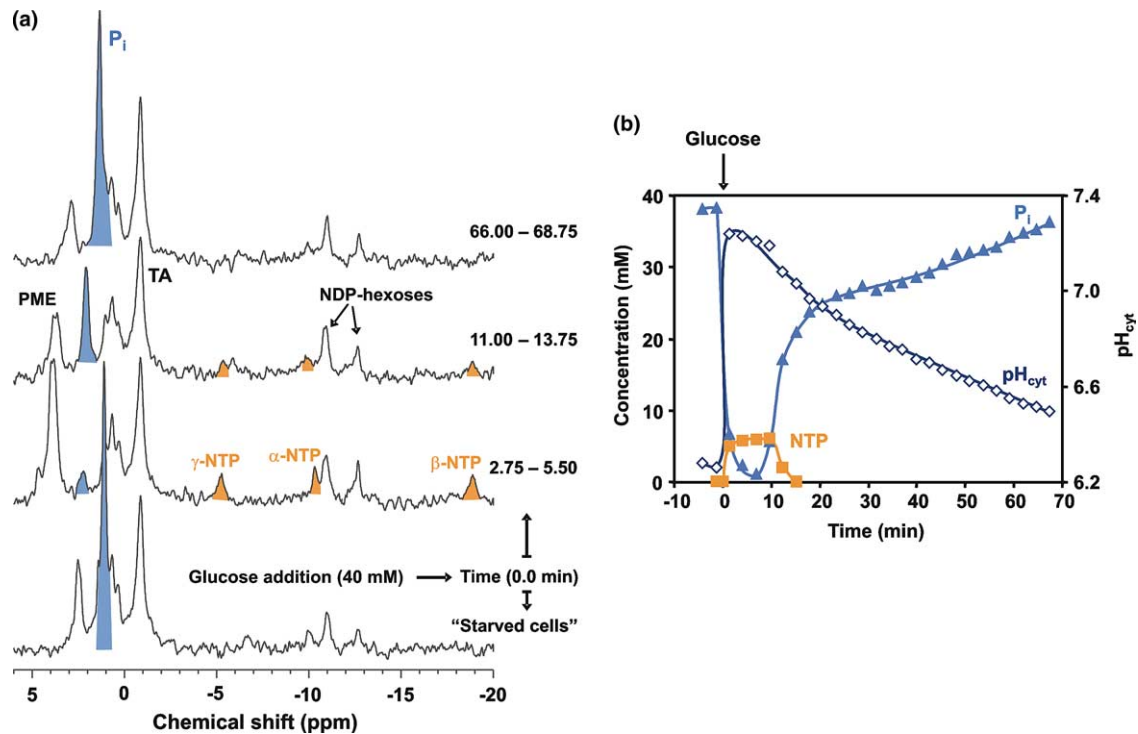 (a)
Pi
66.00 – 68.75
PME
TA
NDP-hexoses
11.00 – 13.75
γ-NTP
α-NTP
β-NTP
2.75 – 5.50
Glucose addition (40 mM)
Time (0.0 min)
“Starved cells”
5 0 -5 -10 -15 -20
Chemical shift (ppm)
(b)
Glucose
40
30
20
10
0
Concentration (mM)
Pi
pHcyt
NTP
7.4
7.0
6.6
6.2
pHcyt
-10 0 10 20 30 40 50 60 70
Time (min)